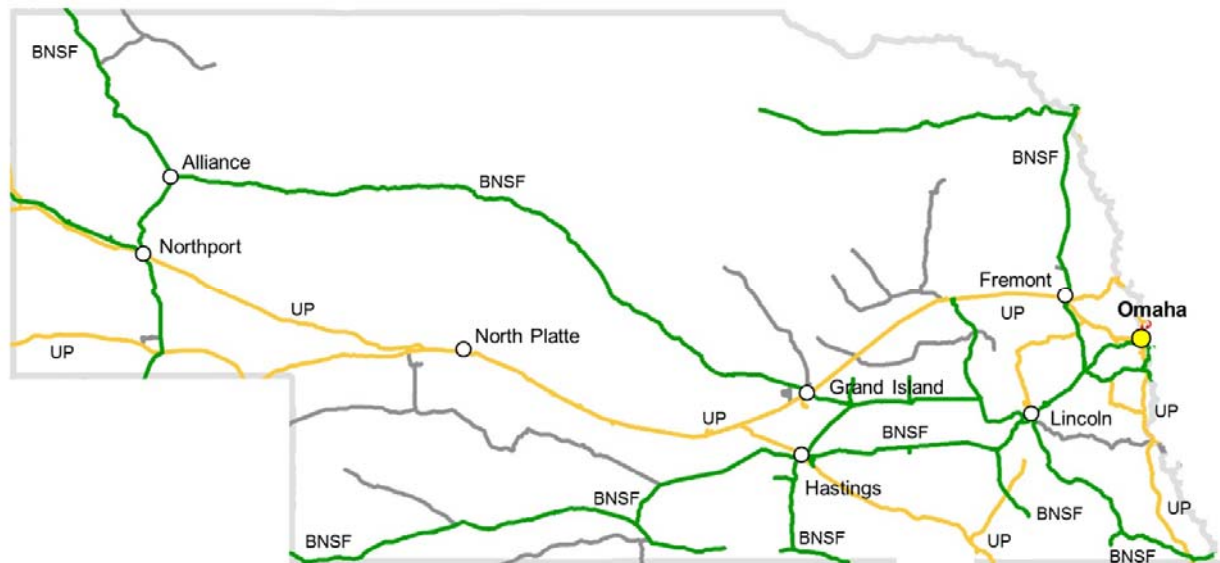 BNSF
Alliance
BNSF
BNSF
Northport
Fremont
UP
UP
Omaha
North Platte
UP
Grand Island
UP
Lincoln
UP
BNSF
Hastings
BNSF
BNSF
UP
BNSF
BNSF
UP
BNSF